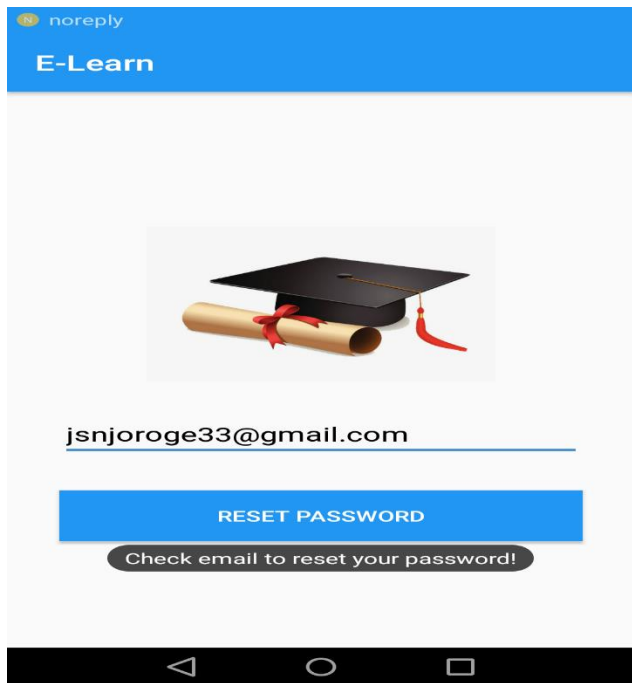 N noreply
E-Learn
jsnjoroge33@gmail.com
RESET PASSWORD
Check email to reset your password!